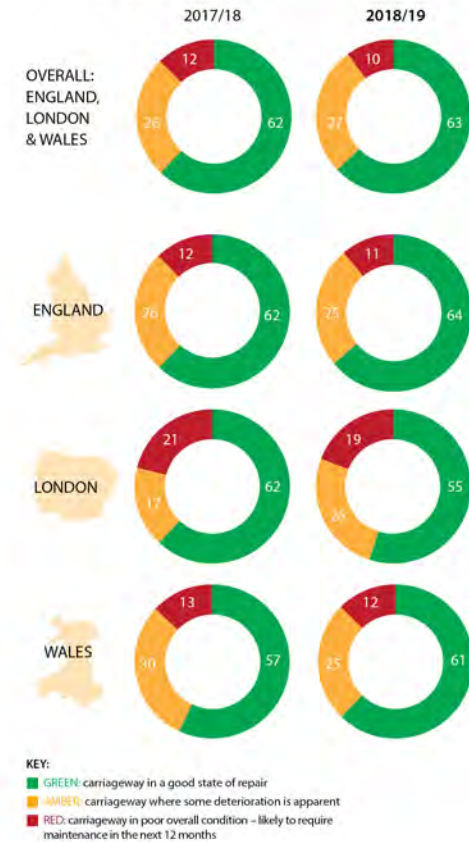 2017/18 2018/19
OVERALL:
ENGLAND,
LONDON
& WALES
12
26
62
10
27
63
ENGLAND
12
26
62
11
25
64
LONDON
21
17
62
19
55
WALES
13
30
57
12
25
61
KEY:
GREEN: carriageway in a good state of repair
AMBER: carriageway where some deterioration is apparent
RED: carriageway in poor overall condition – likely to require
maintenance in the next 12 months